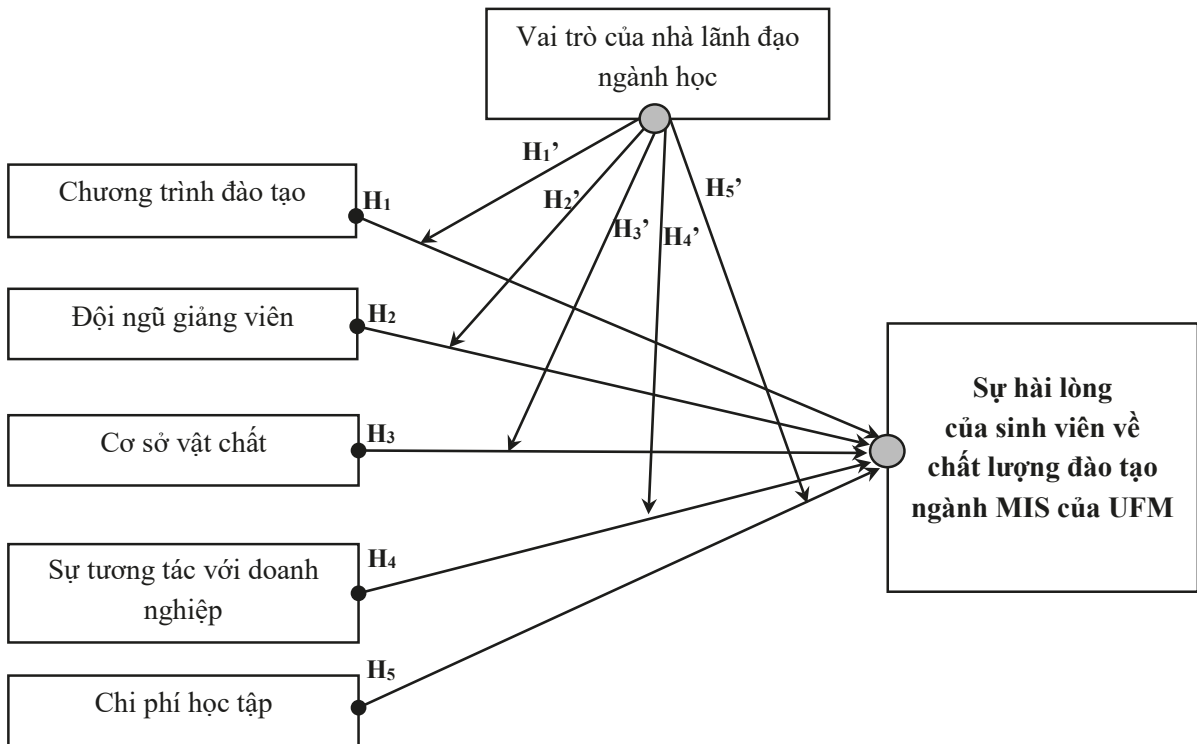 Vai trò của nhà lãnh đạo
ngành học
H₁’
H₂’
H₃’
H₄’
H₅’
Chương trình đào tạo
H₁
Đội ngũ giảng viên
H₂
Cơ sở vật chất
H₃
Sự tương tác với doanh
nghiệp
H₄
Chi phí học tập
H₅
Sự hài lòng
của sinh viên về
chất lượng đào tạo
ngành MIS của UFM